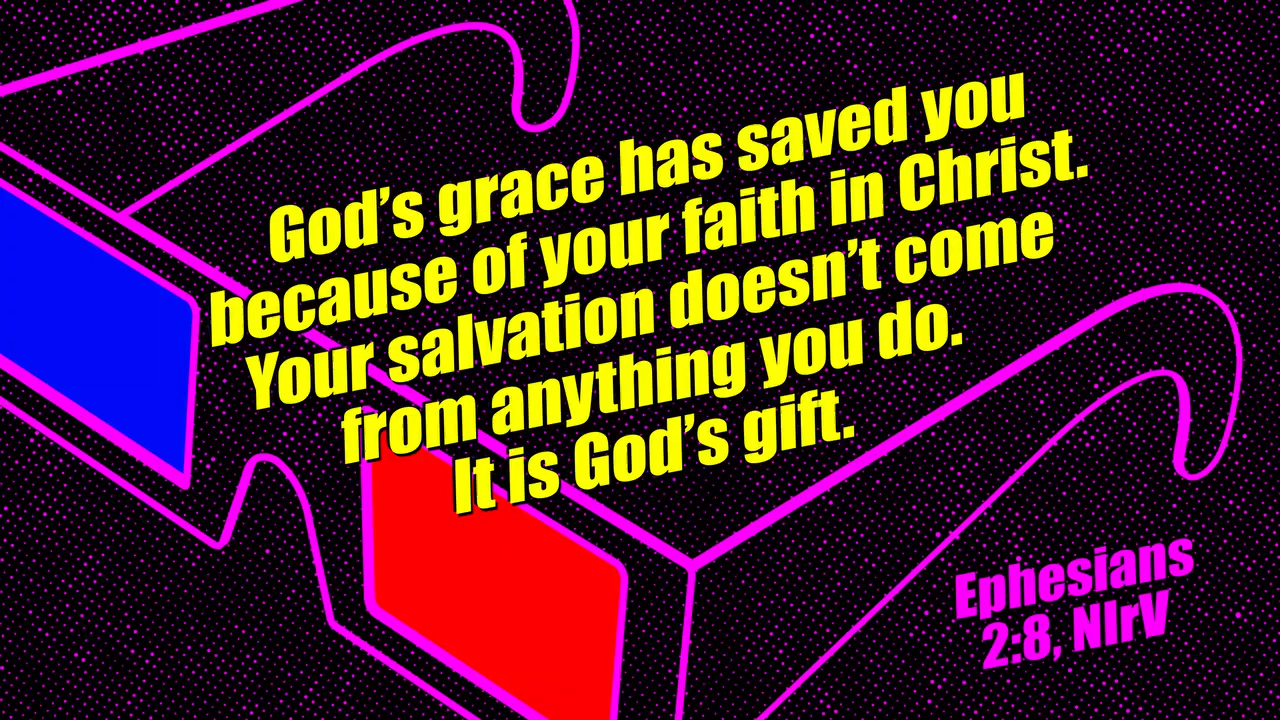 God’s grace has saved you
because of your faith in Christ.
Your salvation doesn’t come
from anything you do.
It is God’s gift.
Ephesians
2:8, NIrV